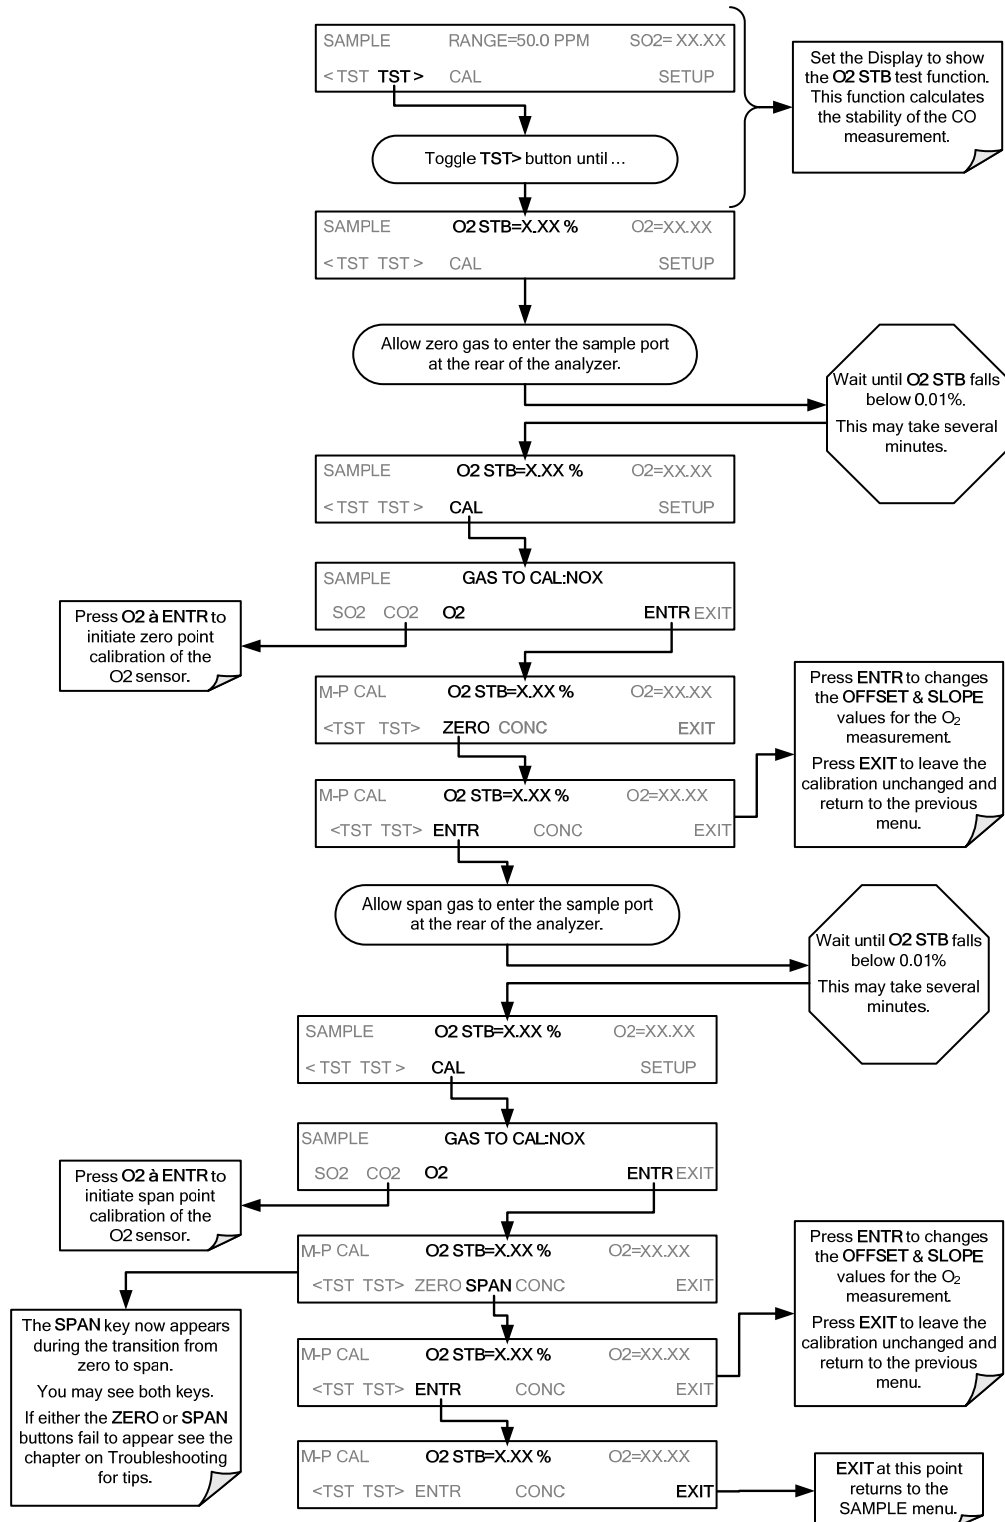 SAMPLE RANGE=50.0 PPM SO2= XX.XX
< TST TST > CAL SETUP
Set the Display to show
the O2 STB test function.
This function calculates
the stability of the CO
measurement.
Toggle TST> button until ...
SAMPLE O2 STB=X.XX % O2=XX.XX
< TST TST > CAL SETUP
Allow zero gas to enter the sample port
at the rear of the analyzer.
Wait until O2 STB falls
below 0.01%.
This may take several
minutes.
SAMPLE O2 STB=X.XX % O2=XX.XX
< TST TST > CAL SETUP
SAMPLE GAS TO CAL:NOX
SO2 CO2 O2 ENTR EXIT
Press O2 à ENTR to
initiate zero point
calibration of the
O2 sensor.
M-P CAL O2 STB=X.XX % O2=XX.XX
<TST TST> ZERO CONC EXIT
Press ENTR to changes
the OFFSET & SLOPE
values for the O2
measurement.
Press EXIT to leave the
calibration unchanged and
return to the previous
menu.
M-P CAL O2 STB=X.XX % O2=XX.XX
<TST TST> ENTR CONC EXIT
Allow span gas to enter the sample port
at the rear of the analyzer.
Wait until O2 STB falls
below 0.01%
This may take several
minutes.
SAMPLE O2 STB=X.XX % O2=XX.XX
< TST TST > CAL SETUP
SAMPLE GAS TO CAL:NOX
SO2 CO2 O2 ENTR EXIT
Press O2 à ENTR to
initiate span point
calibration of the
O2 sensor.
M-P CAL O2 STB=X.XX % O2=XX.XX
<TST TST> ZERO SPAN CONC EXIT
Press ENTR to changes
the OFFSET & SLOPE
values for the O2
measurement.
Press EXIT to leave the
calibration unchanged and
return to the previous
menu.
The SPAN key now appears
during the transition from
zero to span.
You may see both keys.
If either the ZERO or SPAN
buttons fail to appear see the
chapter on Troubleshooting
for tips.
M-P CAL O2 STB=X.XX % O2=XX.XX
<TST TST> ENTR CONC EXIT
M-P CAL O2 STB=X.XX % O2=XX.XX
<TST TST> ENTR CONC EXIT
EXIT at this point
returns to the
SAMPLE menu.